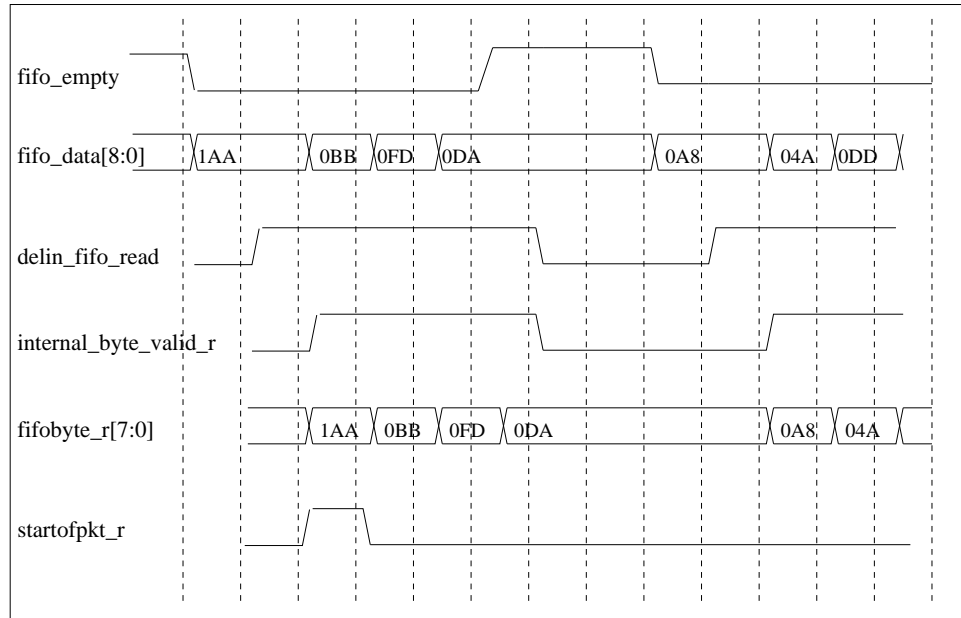 fifo_empty
fifo_data[8:0] 1AA 0BB 0FD 0DA 0A8 04A 0DD
delin_fifo_read
internal_byte_valid_r
fifobyte_r[7:0] 1AA 0BB 0FD 0DA 0A8 04A
startofpkt_r